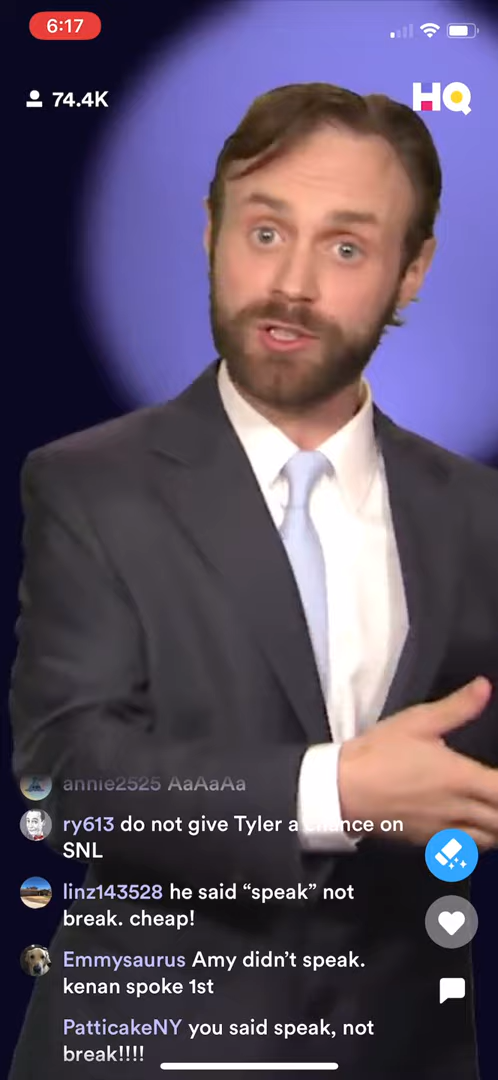 6:17
74.4K
HQ
annie2525 AaAaAa
ry613 do not give Tyler a chance on
SNL
linz143528 he said “speak” not
break. cheap!
Emmysaurus Amy didn’t speak.
kenan spoke 1st
PatticakeNY you said speak, not
break!!!!